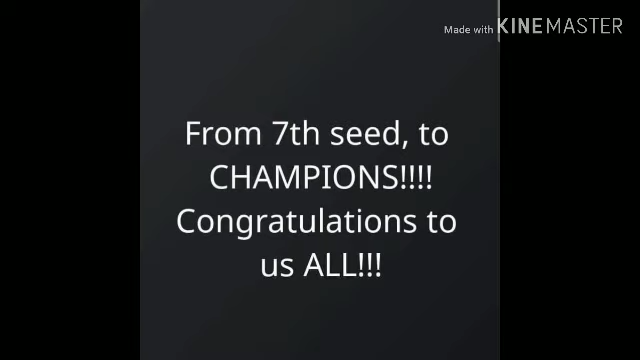 Made with KINEMASTER
From 7th seed, to
CHAMPIONS!!!!
Congratulations to
us ALL!!!